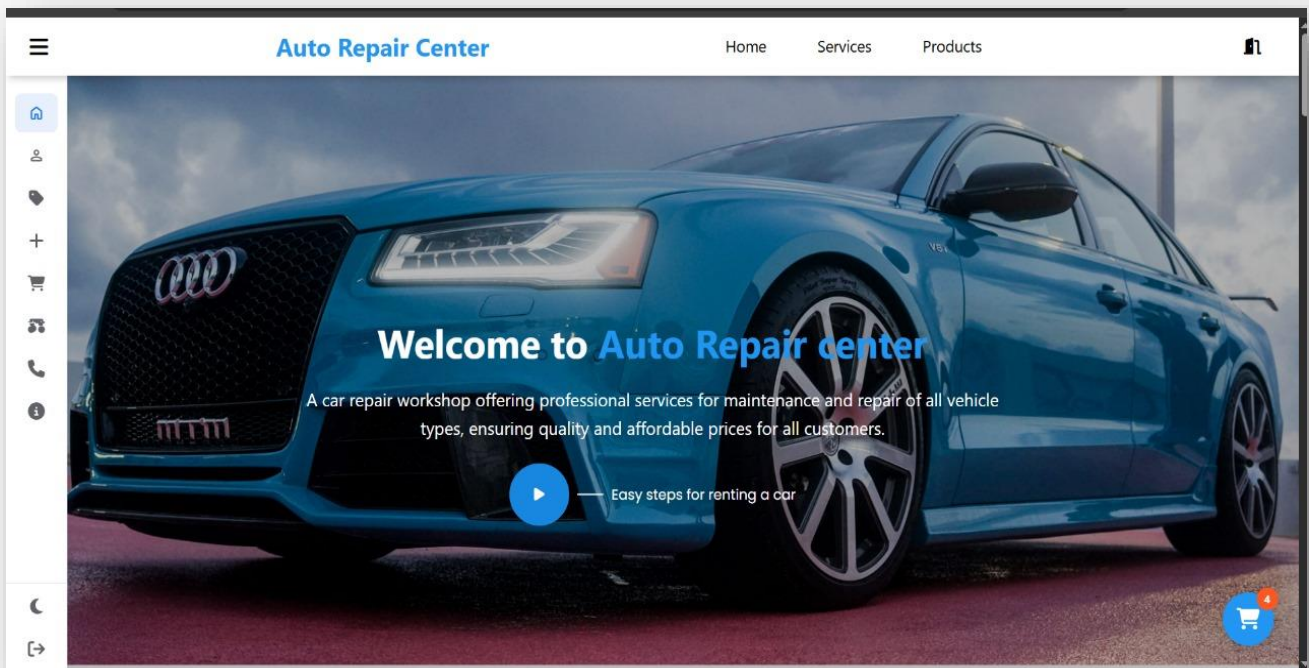 Auto Repair Center
Home
Services
Products
V8T
mtm
Welcome to Auto Repair center
A car repair workshop offering professional services for maintenance and repair of all vehicle
types, ensuring quality and affordable prices for all customers.
Easy steps for renting a car
4